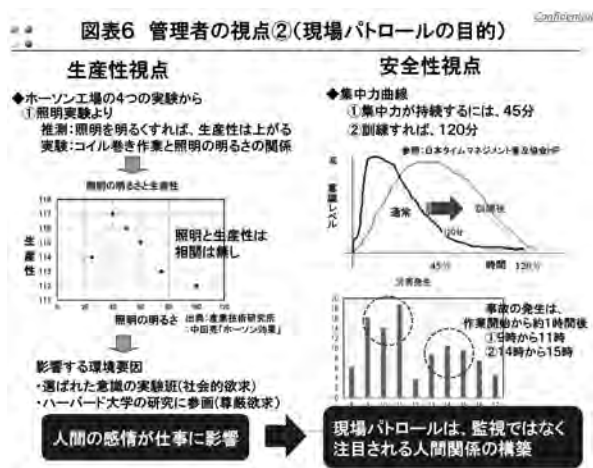 Confidential
図表6 管理者の視点②(現場パトロールの目的)
生産性視点
◆ホーソン工場の4つの実験から
①照明実験より
推測:照明を明るくすれば、生産性は上がる
実験:コイル巻き作業と照明の明るさの関係
照明の明るさと生産性
生産性
117
116
115
114
113
112
111
0
20
40
60
80
100
120
照明と生産性は
相関は無し
照明の明るさ
出典:産業技術研究所
:中田亮「ホーソン効果」
影響する環境要因
・選ばれた意識の実験班(社会的欲求)
・ハーバード大学の研究に参画(尊厳欲求)
人間の感情が仕事に影響
安全性視点
◆集中力曲線
①集中力が持続するには、45分
②訓練すれば、120分
参照:日本タイムマネジメント普及協会HP
高
意識レベル
通常
訓練後
45分
時間
120分
災害発生
事故の発生は、
作業開始から約1時間後
①9時から11時
②14時から15時
現場パトロールは、監視ではなく
注目される人間関係の構築